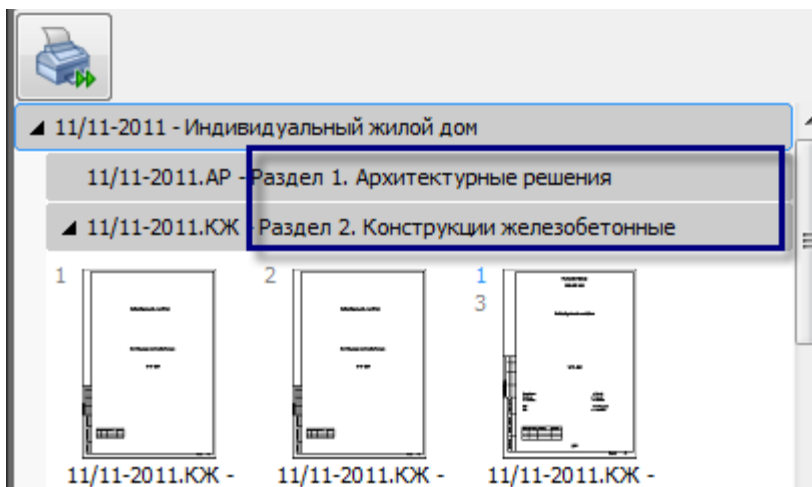 11/11-2011 - Индивидуальный жилой дом
11/11-2011.АР - Раздел 1. Архитектурные решения
11/11-2011.КЖ - Раздел 2. Конструкции железобетонные
1 2 1
3
11/11-2011.КЖ - 11/11-2011.КЖ - 11/11-2011.КЖ -